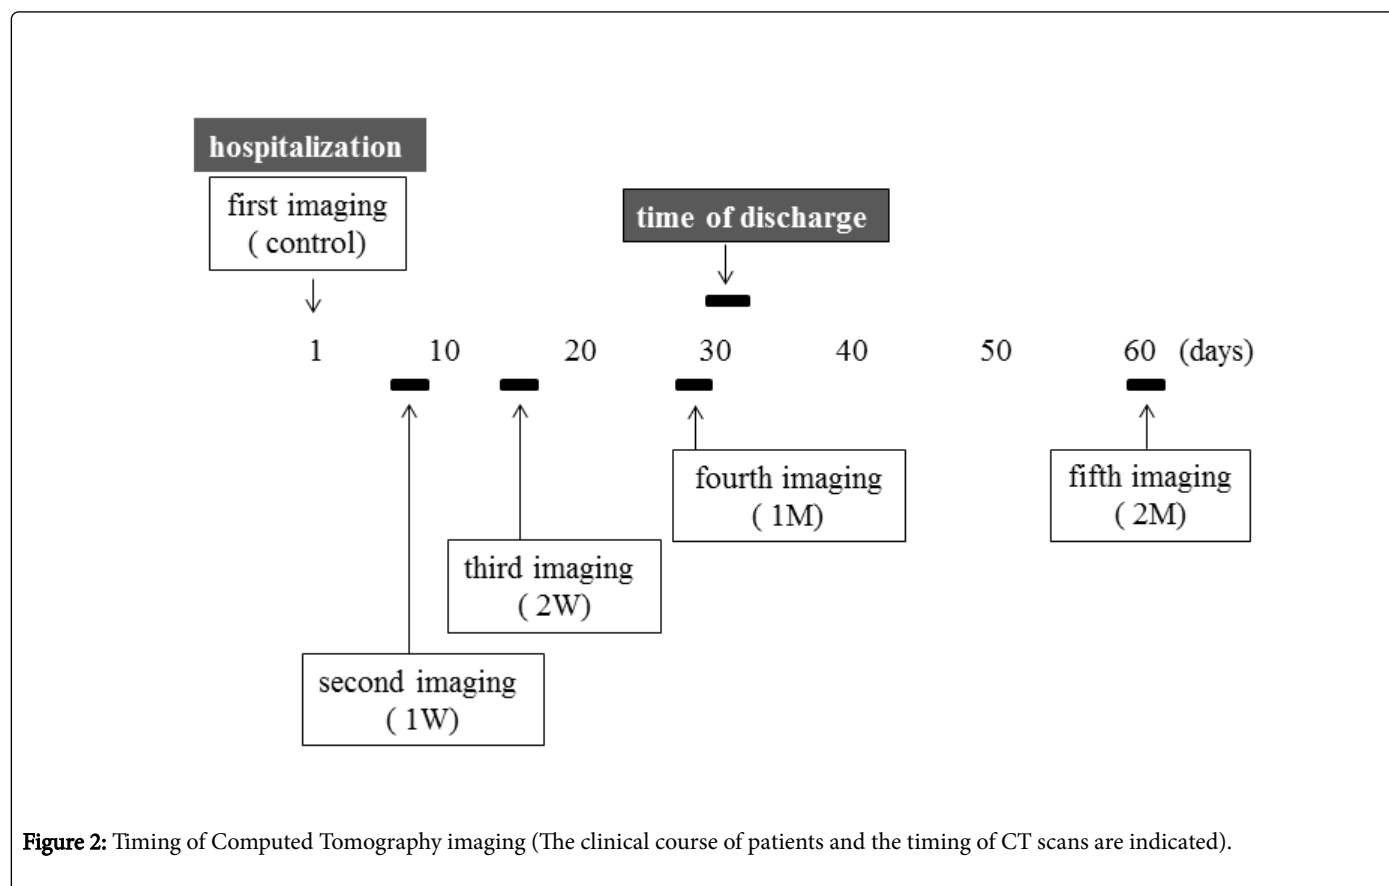 hospitalization
first imaging
( control)
time of discharge
1 10 20 30 40 50 60 (days)
fourth imaging
( 1M)
fifth imaging
( 2M)
third imaging
( 2W)
second imaging
( 1W)
Figure 2: Timing of Computed Tomography imaging (The clinical course of patients and the timing of CT scans are indicated).